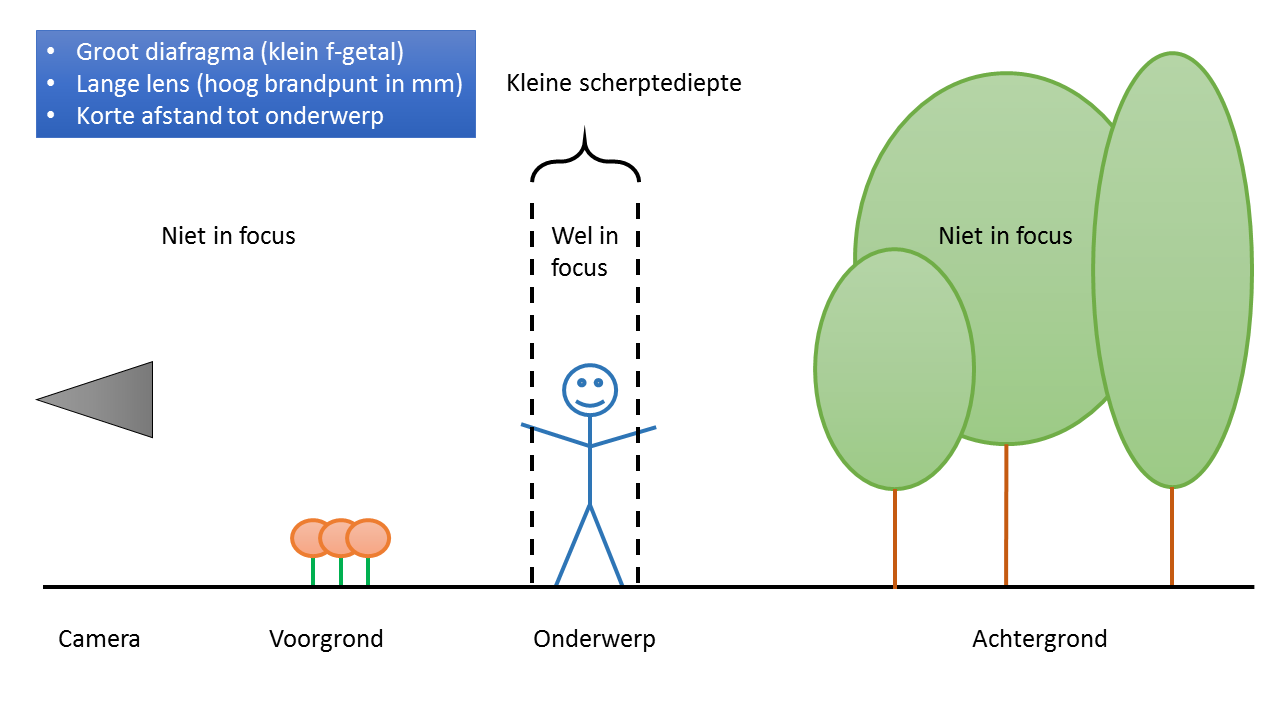 • Groot diafragma (klein f-getal)
• Lange lens (hoog brandpunt in mm)
• Korte afstand tot onderwerp
Kleine scherptediepte
Niet in focus
Wel in
focus
Niet in focus
Camera
Voorgrond
Onderwerp
Achtergrond